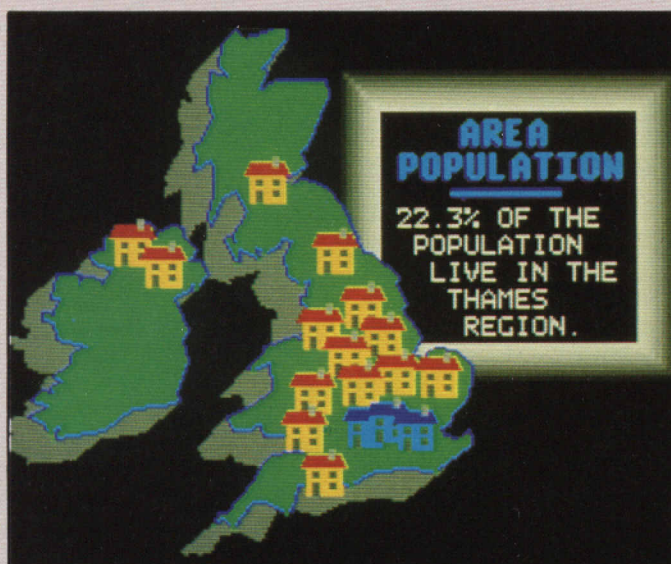 AREA
POPULATION
22.3% OF THE
POPULATION
LIVE IN THE
THAMES
REGION.